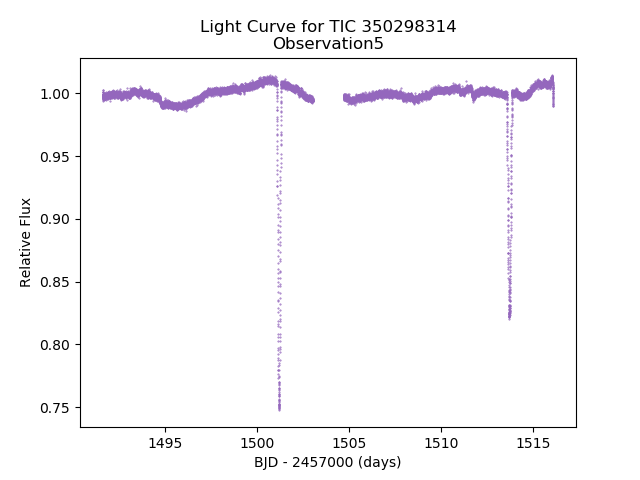 Light Curve for TIC 350298314
Observation5
1.00
0.95
0.90
0.85
0.80
0.75
Relative Flux
1495
1500
1505
1510
1515
BJD - 2457000 (days)